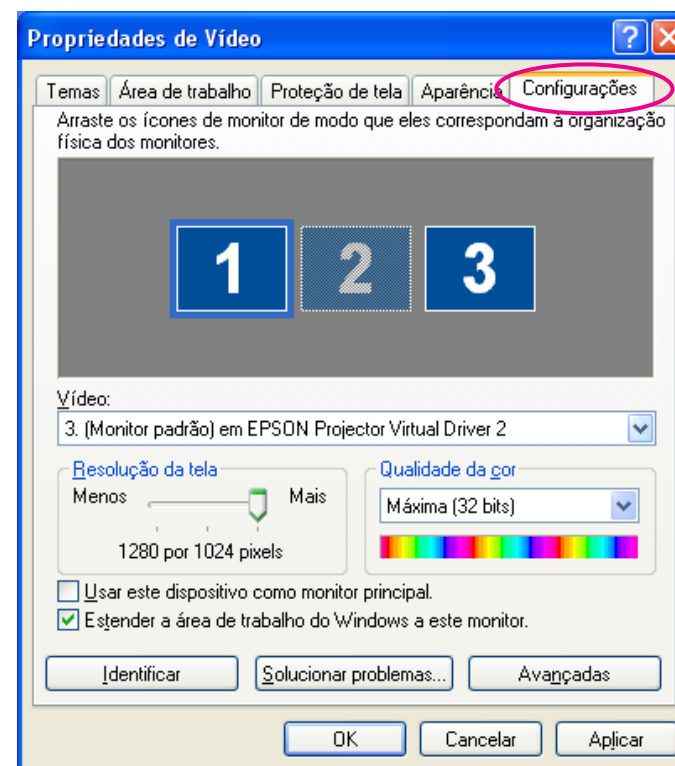 Propriedades de Vídeo
Temas Área de trabalho Proteção de tela Aparência Configurações
Arraste os ícones de monitor de modo que eles correspondam à organização
física dos monitores.
1 2 3
Vídeo:
3. (Monitor padrão) em EPSON Projector Virtual Driver 2
Resolução da tela
Menos Mais
1280 por 1024 pixels
Qualidade da cor
Máxima (32 bits)
Usar este dispositivo como monitor principal.
Estender a área de trabalho do Windows a este monitor.
Identificar Solucionar problemas... Avançadas
OK Cancelar Aplicar